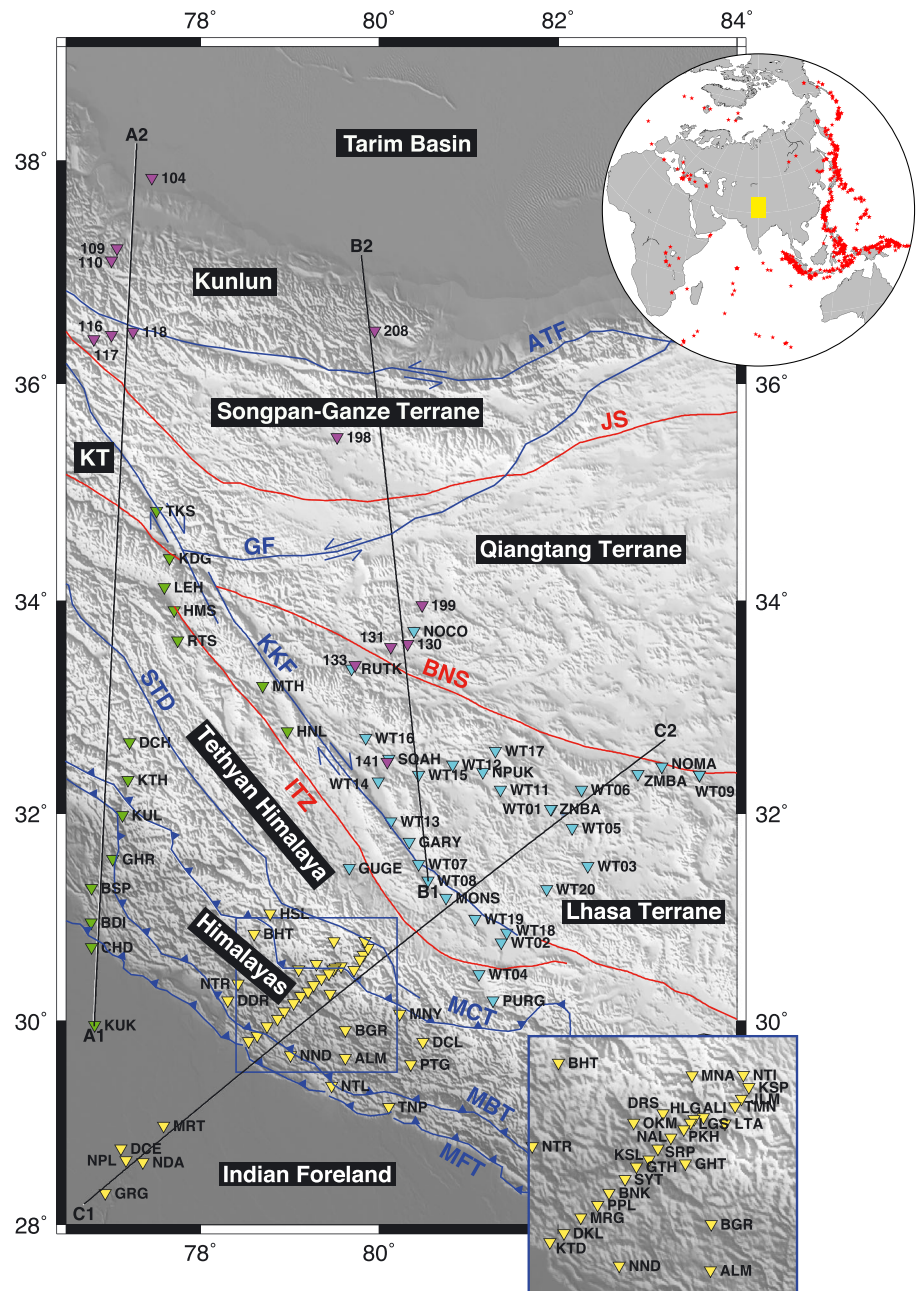 78° 80° 82° 84°
A2
Tarim Basin
38°
104
109
110
B2
Kunlun
116
118
117
208
ATF
36°
36°
Songpan-Ganze Terrane
JS
198
KT
TKS
GF
Qiangtang Terrane
KDG
LEH
34°
HMS
199
RTS
NOCO
131
130
KKF
133
RUTK
BNS
MTH
STD
HNL
C2
DCH
WT16
WT17
Tethyan Himalaya
141
SQAH
WT12
NOMA
KTH
WT15
NPUK
ZMBA
WT14
WT11
WT06
WT09
ITZ
32°
32°
KUL
WT01
ZNBA
WT13
WT05
GARY
GHR
GUGE
WT07
WT03
BSP
WT08
B1
MONS
WT20
HSL
Lhasa Terrane
BDI
BHT
WT19
WT18
Himalayas
CHD
WT02
NTR
WT04
DDR
PURG
MCT
MNY
30°
30°
KUK
A1
BGR
DCL
NND
ALM
PTG
NTL
MBT
TNP
MRT
MFT
DCE
NPL
NDA
Indian Foreland
GRG
C1
28°
78° 80°
BHT
MNA
NTI
KSP
JLM
DRS
HLG
ALI
TMN
OKM
LGS
LTA
NAL
PKH
NTR
KSL
SRP
GTH
GHT
SYT
BNK
PPL
MRG
BGR
DKL
KTD
NND
ALM